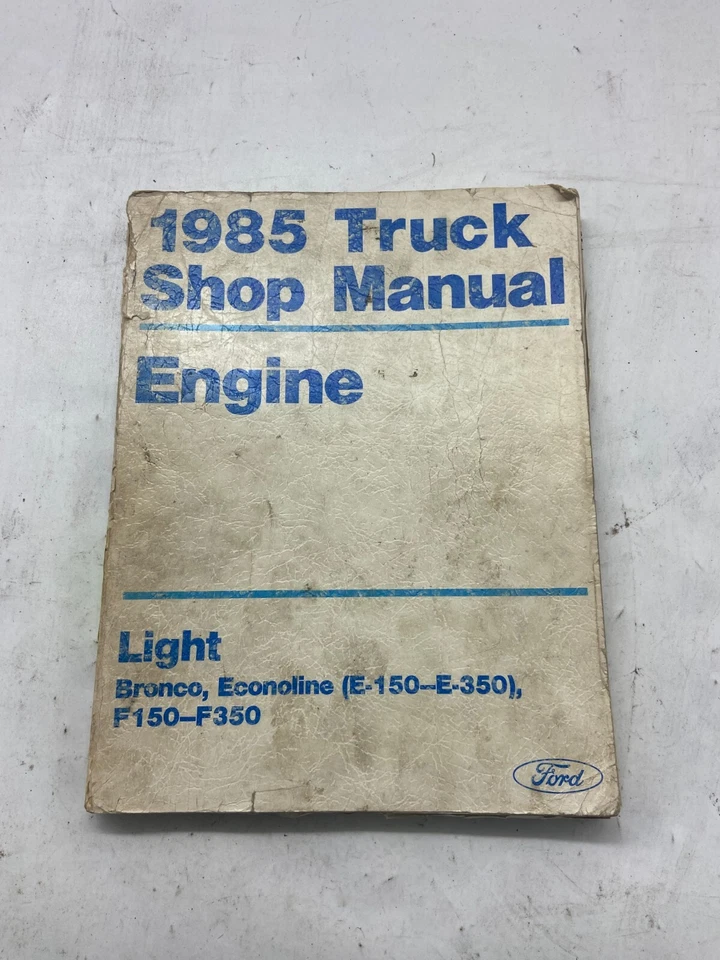 1985 Truck
Shop Manual
Engine
Light
Bronco, Econoline (E-150–E-350),
F150–F350
Ford